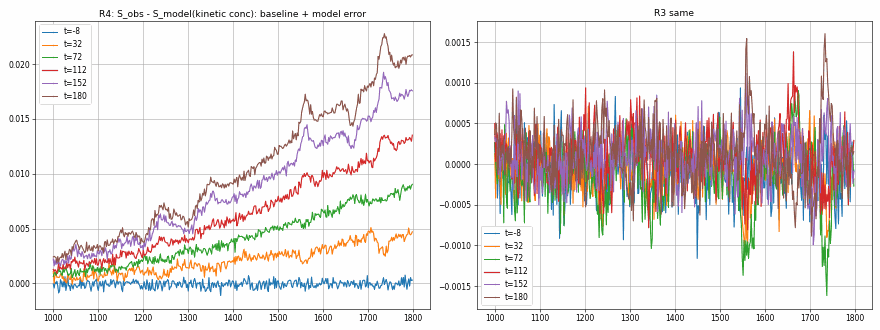 R4: S_obs - S_model(kinetic conc): baseline + model error
t=-8
t=32
t=72
t=112
t=152
t=180
0.020
0.015
0.010
0.005
0.000
1000 1100 1200 1300 1400 1500 1600 1700 1800
R3 same
0.0015
0.0010
0.0005
0.0000
−0.0005
−0.0010
−0.0015
t=-8
t=32
t=72
t=112
t=152
t=180
1000 1100 1200 1300 1400 1500 1600 1700 1800